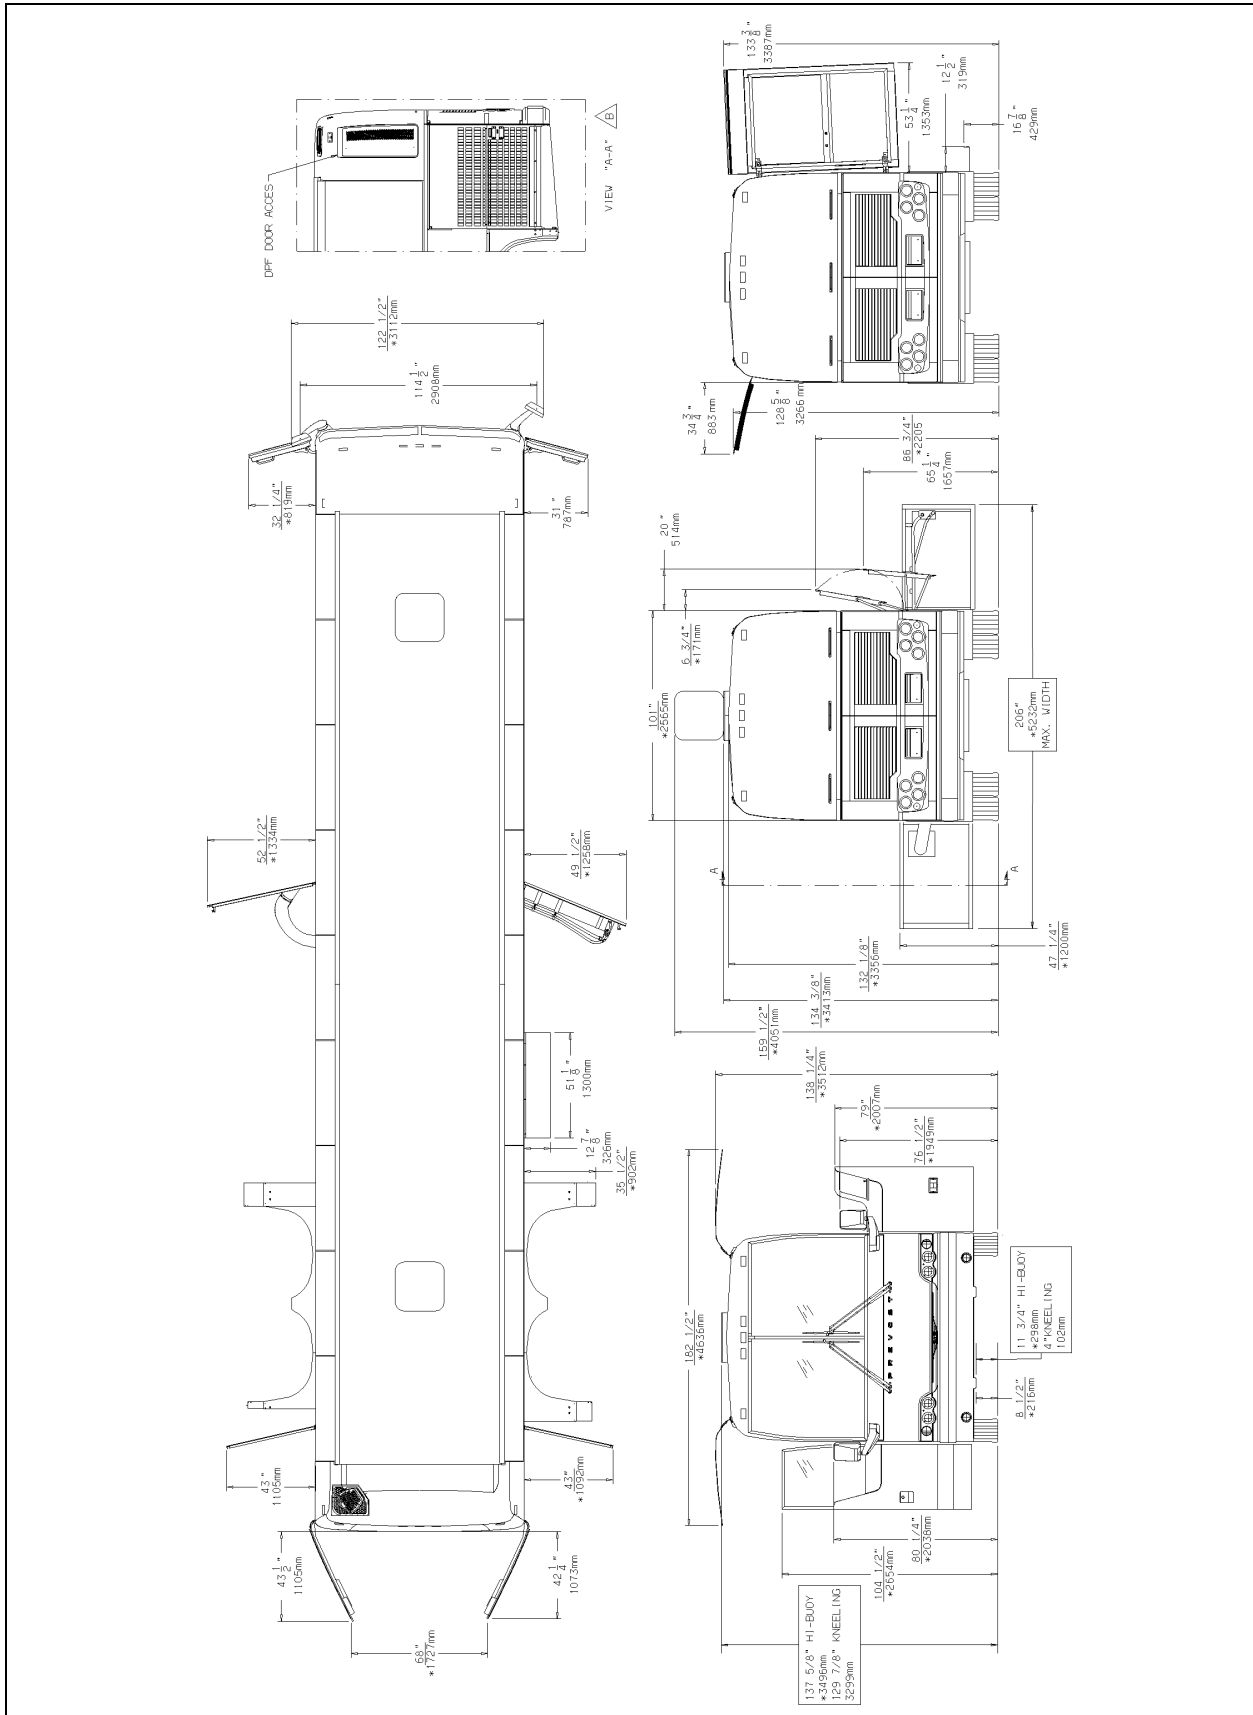 DPF DOOR ACCES
VIEW "A-A"
B
122 1/2"
*3112mm
114 1/2
2908mm
32 1/4"
*819mm
31"
787mm
52 1/2"
*1334mm
49 1/2"
*1258mm
51 1/8"
1300mm
12 7/8"
326mm
35 1/2"
*902mm
43"
1105mm
43"
*1092mm
43 1/2"
1105mm
42 1/4"
1073mm
68"
*1727mm
133 3/8"
3387mm
53 1/4"
1353mm
12 1/2"
319mm
16 7/8"
429mm
34 3/4"
883mm
128 5/8"
3266mm
86 3/4"
*2205
65 1/4"
1657mm
20"
514mm
6 3/4"
*171mm
101"
*2565mm
206"
*5232mm
MAX. WIDTH
A
A
47 1/4"
*1200mm
132 1/8"
*3356mm
134 3/8"
*3413mm
159 1/2"
*4051mm
138 1/4"
*3512mm
79"
*2007mm
76 1/2"
*1949mm
182 1/2"
*4636mm
PREVOST
11 3/4" HI-BUOY
*298mm
4"KNEELING
102mm
8 1/2"
*216mm
80 1/4"
*2038mm
104 1/2"
*2654mm
137 5/8" HI-BUOY
*3496mm
129 7/8" KNEELING
3299mm